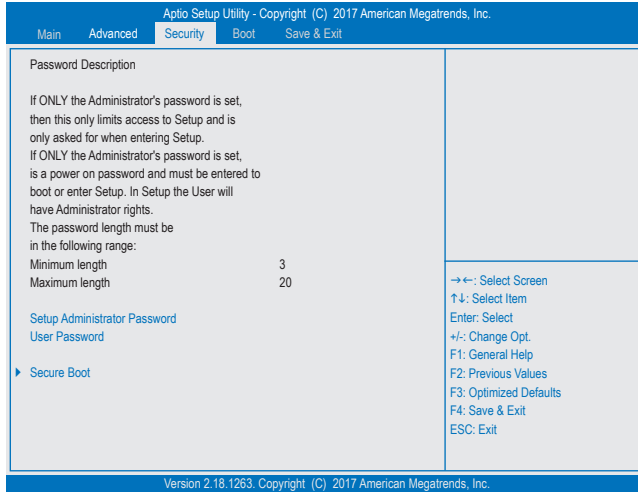 Aptio Setup Utility - Copyright (C) 2017 American Megatrends, Inc.
Main Advanced Security Boot Save & Exit
Password Description
If ONLY the Administrator's password is set,
then this only limits access to Setup and is
only asked for when entering Setup.
If ONLY the Administrator's password is set,
is a power on password and must be entered to
boot or enter Setup. In Setup the User will
have Administrator rights.
The password length must be
in the following range:
Minimum length 3
Maximum length 20
Setup Administrator Password
User Password
Secure Boot
→←: Select Screen
↑↓: Select Item
Enter: Select
+/-: Change Opt.
F1: General Help
F2: Previous Values
F3: Optimized Defaults
F4: Save & Exit
ESC: Exit
Version 2.18.1263. Copyright (C) 2017 American Megatrends, Inc.